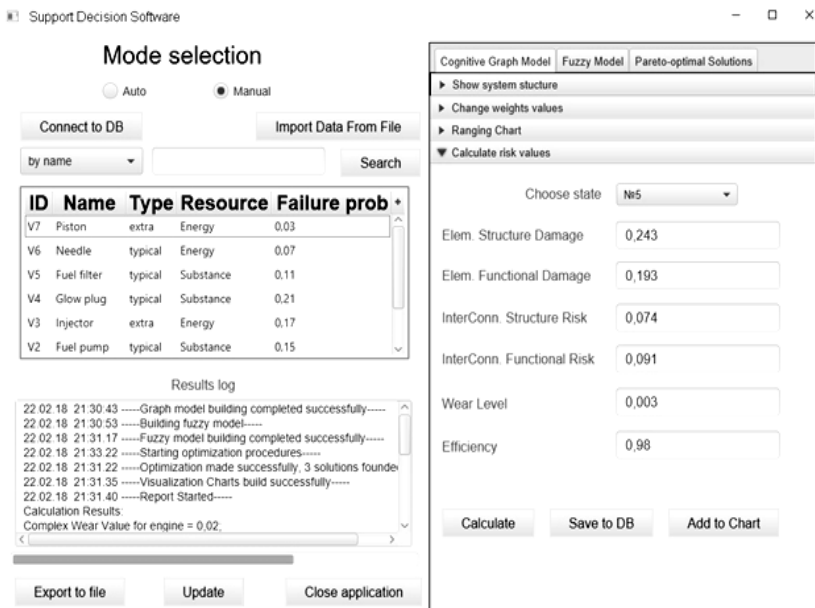 Support Decision Software
Mode selection
Auto
Manual
Connect to DB
Import Data From File
by name
Search
ID Name Type Resource Failure prob +
V7 Piston extra Energy 0,03
V6 Needle typical Energy 0,07
V5 Fuel filter typical Substance 0,11
V4 Glow plug typical Substance 0,21
V3 Injector extra Energy 0,17
V2 Fuel pump typical Substance 0,15
Results log
22.02.18 21:30:43 -----Graph model building completed successfully-----
22.02.18 21:30:53 -----Building fuzzy model-----
22.02.18 21:31.17 -----Fuzzy model building completed successfully-----
22.02.18 21:33.22 -----Starting optimization procedures-----
22.02.18 21:31.22 -----Optimization made successfully, 3 solutions founded
22.02.18 21:31.35 -----Visualization Charts build successfully-----
22.02.18 21:31.40 -----Report Started-----
Calculation Results:
Complex Wear Value for engine = 0,02;
Export to file
Update
Close application
Cognitive Graph Model
Fuzzy Model
Pareto-optimal Solutions
Show system stucture
Change weights values
Ranging Chart
Calculate risk values
Choose state №5
Elem. Structure Damage 0,243
Elem. Functional Damage 0,193
InterConn. Structure Risk 0,074
InterConn. Functional Risk 0,091
Wear Level 0,003
Efficiency 0,98
Calculate
Save to DB
Add to Chart